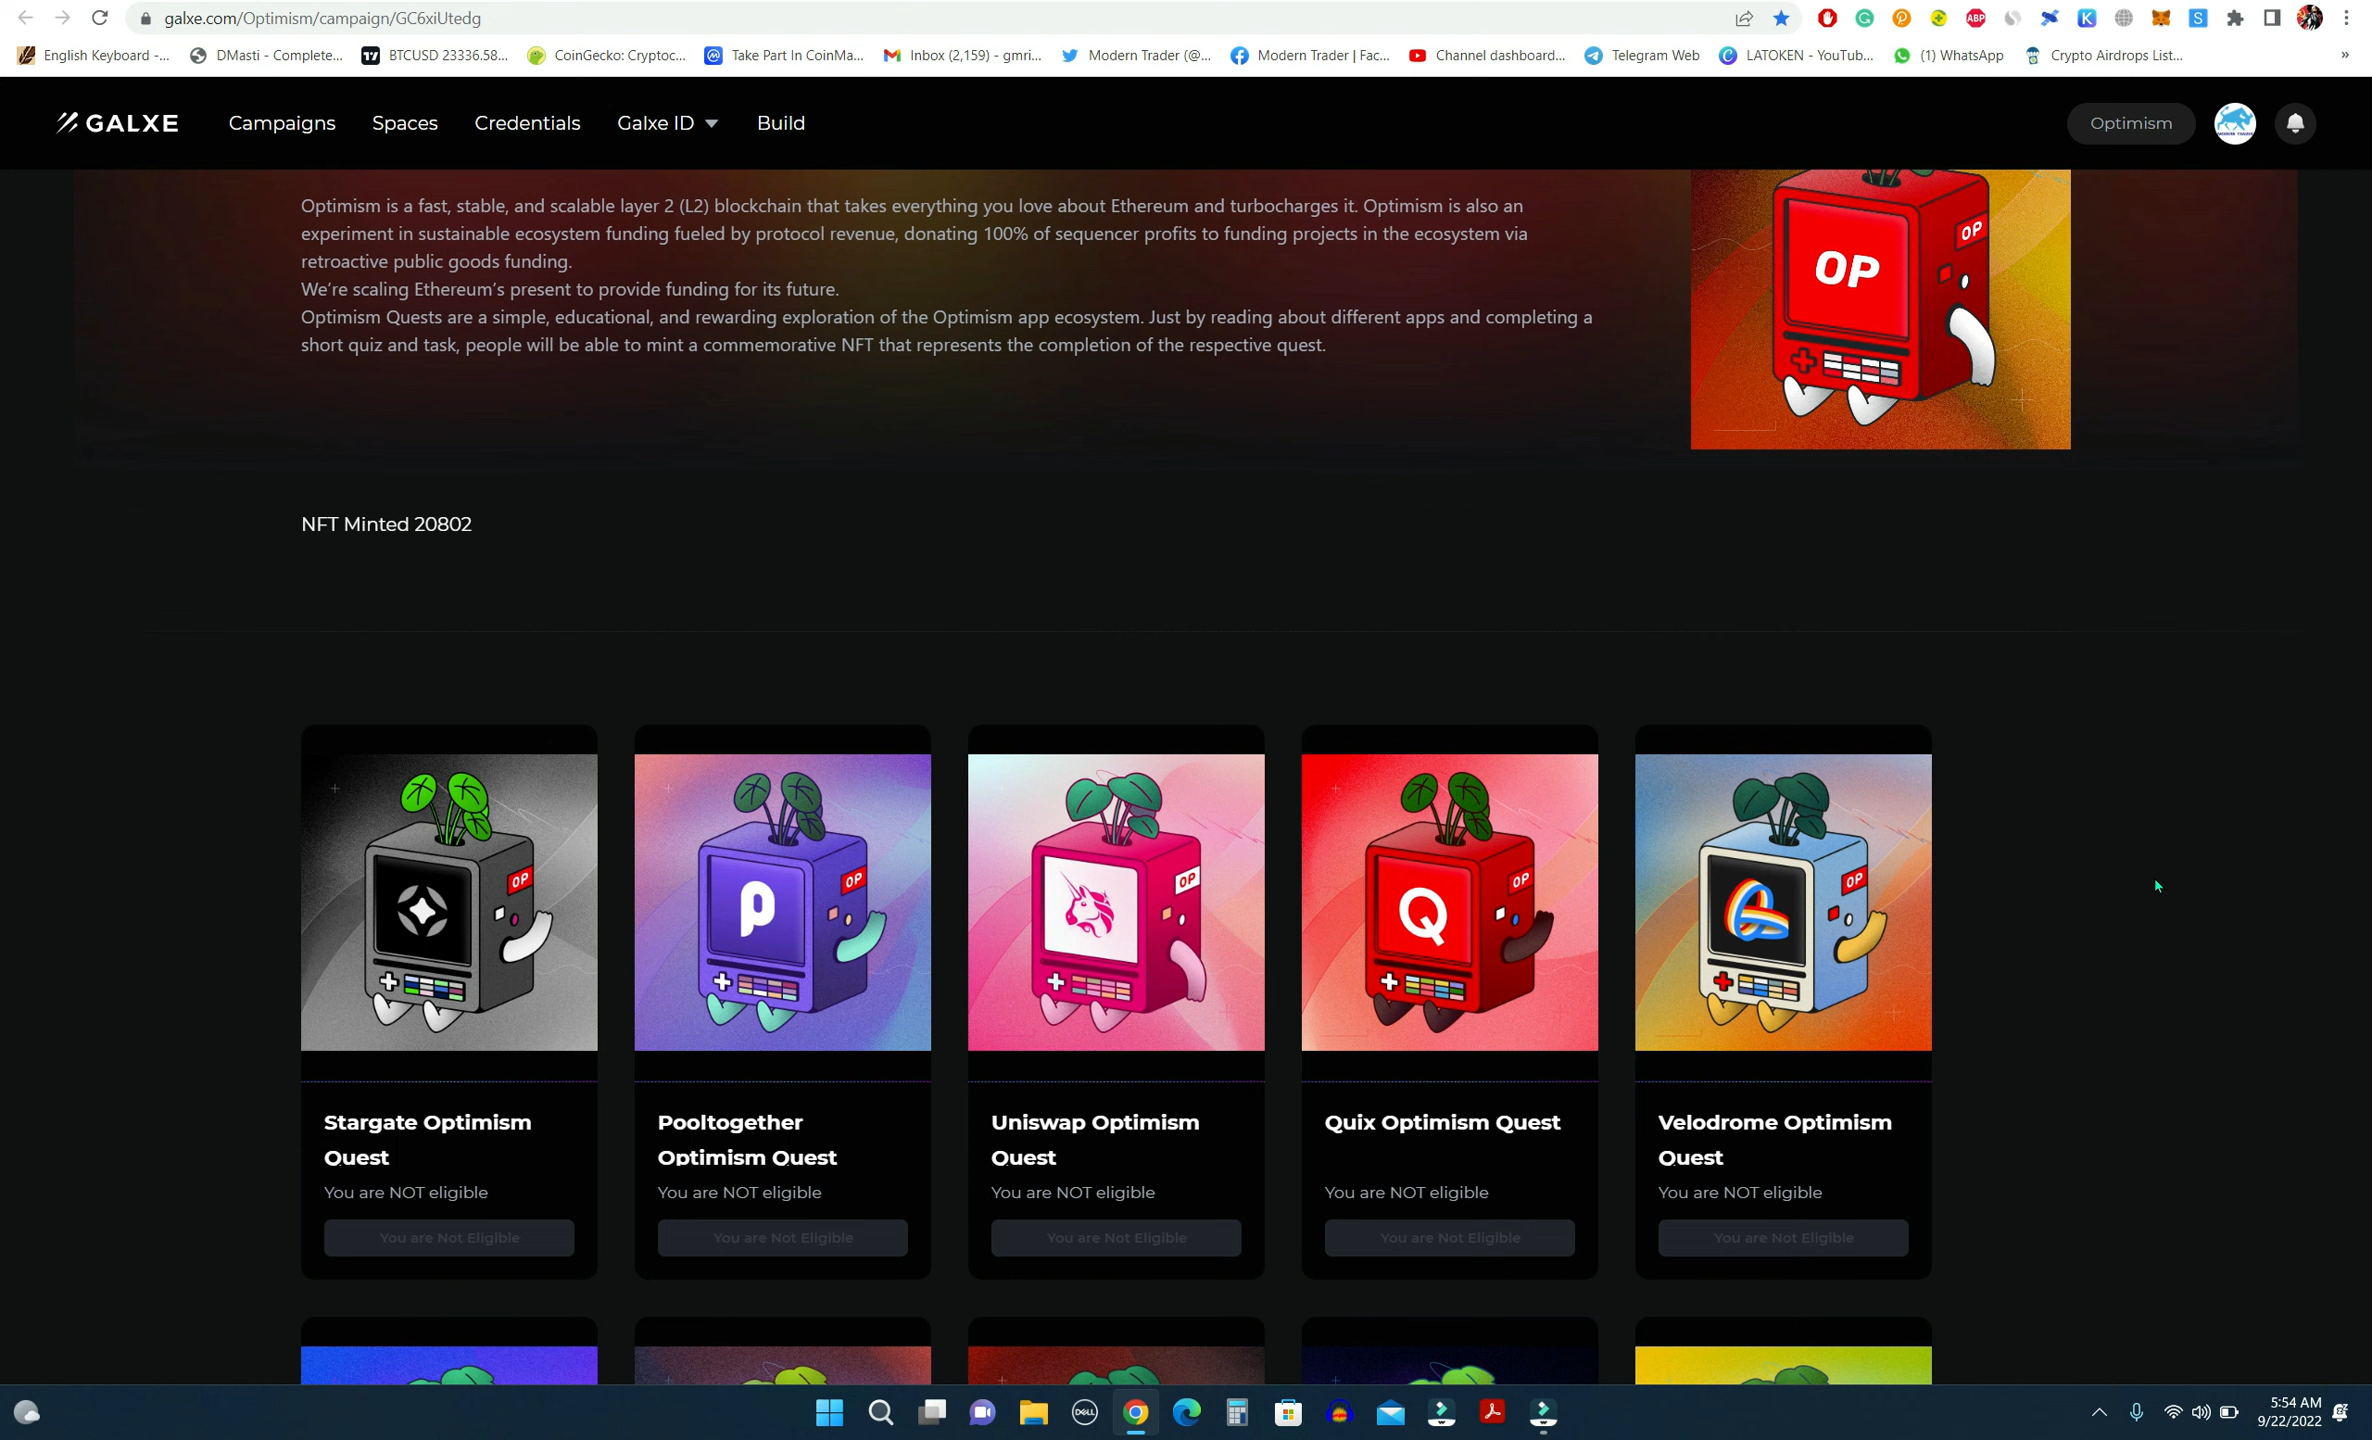 galxe.com/Optimism/campaign/GC6xiUtedg
English Keyboard -... DMasti - Complete... BTCUSD 23336.58... CoinGecko: Cryptoc... Take Part In CoinMa... Inbox (2,159) - gmri... Modern Trader (@... Modern Trader | Fac... Channel dashboard... Telegram Web LATOKEN - YouTub... (1) WhatsApp Crypto Airdrops List... »
GALXE Campaigns Spaces Credentials Galxe ID Build Optimism
Optimism is a fast, stable, and scalable layer 2 (L2) blockchain that takes everything you love about Ethereum and turbocharges it. Optimism is also an
experiment in sustainable ecosystem funding fueled by protocol revenue, donating 100% of sequencer profits to funding projects in the ecosystem via
retroactive public goods funding.
We're scaling Ethereum's present to provide funding for its future.
Optimism Quests are a simple, educational, and rewarding exploration of the Optimism app ecosystem. Just by reading about different apps and completing a
short quiz and task, people will be able to mint a commemorative NFT that represents the completion of the respective quest.
OP
OP
NFT Minted 20802
OP OP OP OP OP
Q
Stargate Optimism
Quest
You are NOT eligible
You are Not Eligible
Pooltogether
Optimism Quest
You are NOT eligible
You are Not Eligible
Uniswap Optimism
Quest
You are NOT eligible
You are Not Eligible
Quix Optimism Quest
You are NOT eligible
You are Not Eligible
Velodrome Optimism
Quest
You are NOT eligible
You are Not Eligible
DELL
5:54 AM
9/22/2022